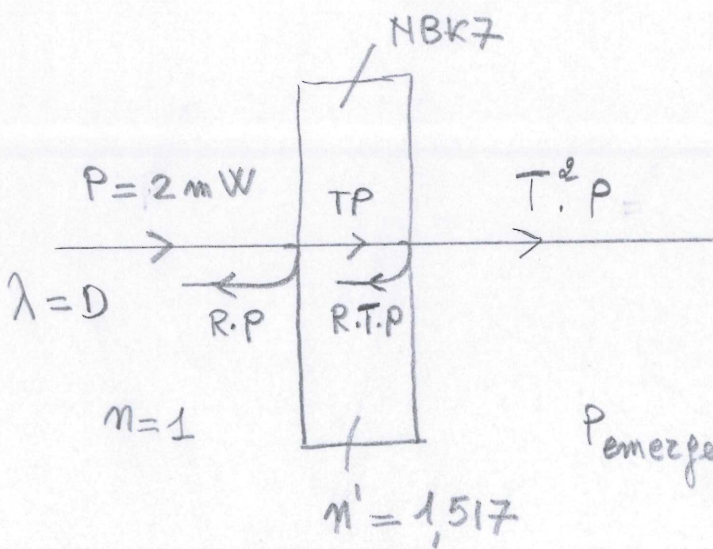 NBK7
P = 2 mW
TP
T². P
λ = D
R.P
R.T.P
n = 1
Pemerge
n' = 1,517